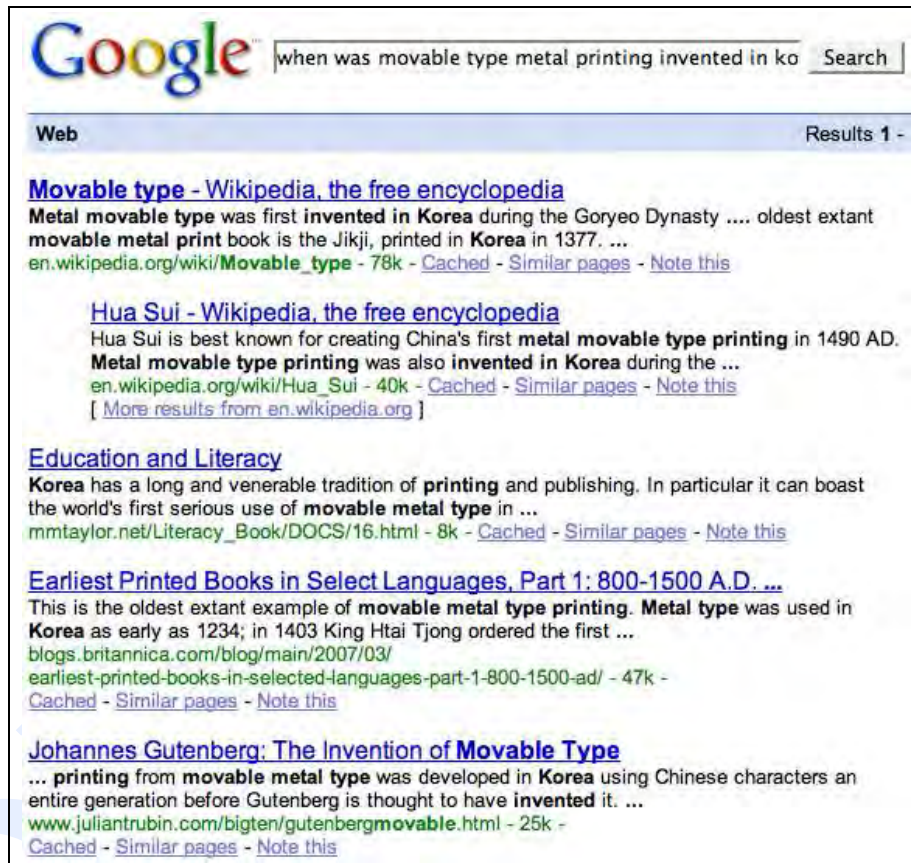 Google™ when was movable type metal printing invented in ko Search
Web Results 1 -
Movable type - Wikipedia, the free encyclopedia
Metal movable type was first invented in Korea during the Goryeo Dynasty .... oldest extant
movable metal print book is the Jikji, printed in Korea in 1377. ...
en.wikipedia.org/wiki/Movable_type - 78k - Cached - Similar pages - Note this
Hua Sui - Wikipedia, the free encyclopedia
Hua Sui is best known for creating China's first metal movable type printing in 1490 AD.
Metal movable type printing was also invented in Korea during the ...
en.wikipedia.org/wiki/Hua_Sui - 40k - Cached - Similar pages - Note this
[ More results from en.wikipedia.org ]
Education and Literacy
Korea has a long and venerable tradition of printing and publishing. In particular it can boast
the world's first serious use of movable metal type in ...
mmtaylor.net/Literacy_Book/DOCS/16.html - 8k - Cached - Similar pages - Note this
Earliest Printed Books in Select Languages, Part 1: 800-1500 A.D. ...
This is the oldest extant example of movable metal type printing. Metal type was used in
Korea as early as 1234; in 1403 King Htai Tjong ordered the first ...
blogs.britannica.com/blog/main/2007/03/
earliest-printed-books-in-selected-languages-part-1-800-1500-ad/ - 47k -
Cached - Similar pages - Note this
Johannes Gutenberg: The Invention of Movable Type
... printing from movable metal type was developed in Korea using Chinese characters an
entire generation before Gutenberg is thought to have invented it. ...
www.juliantrubin.com/bigten/gutenbergmovable.html - 25k -
Cached - Similar pages - Note this